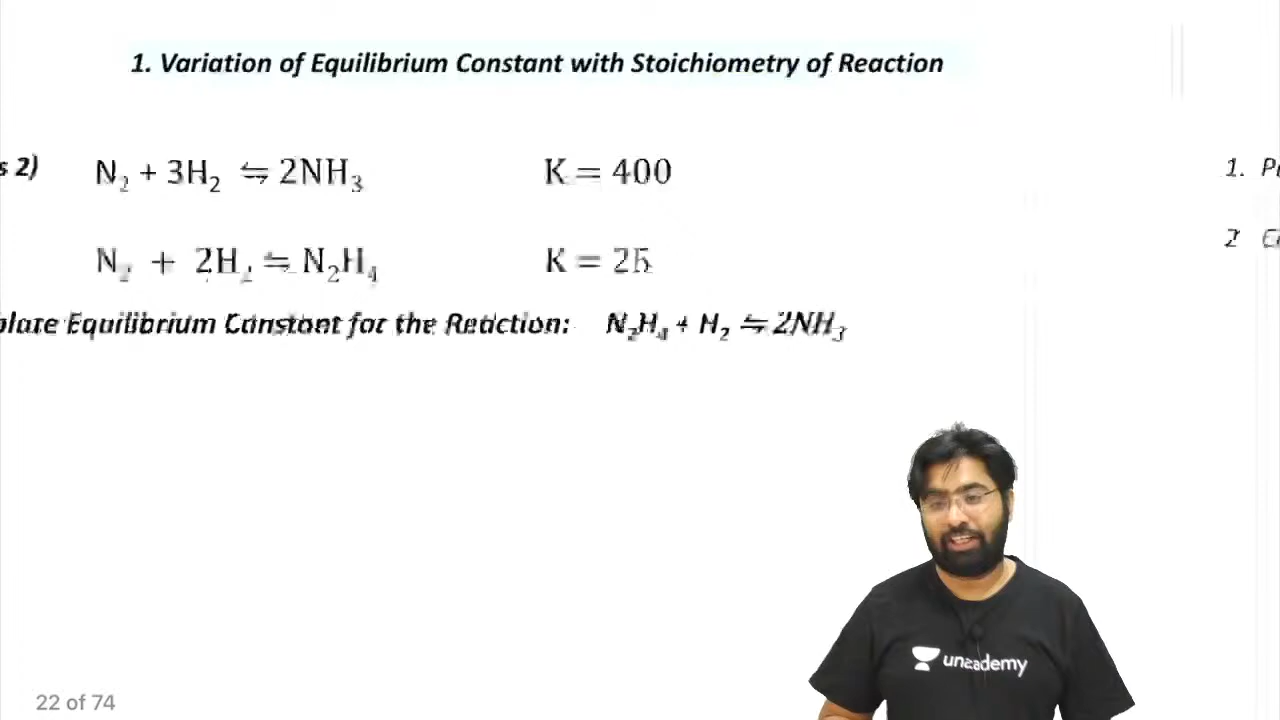 1. Variation of Equilibrium Constant with Stoichiometry of Reaction
s 2) N₂ + 3H₂ ⇋ 2NH₃ K = 400
N₂ + 2H₂ ⇋ N₂H₄ K = 25
Equilibrium Constant for the Reaction: N₂H₄ + H₂ ⇋ 2NH₃
1.
2
unacademy
22 of 74